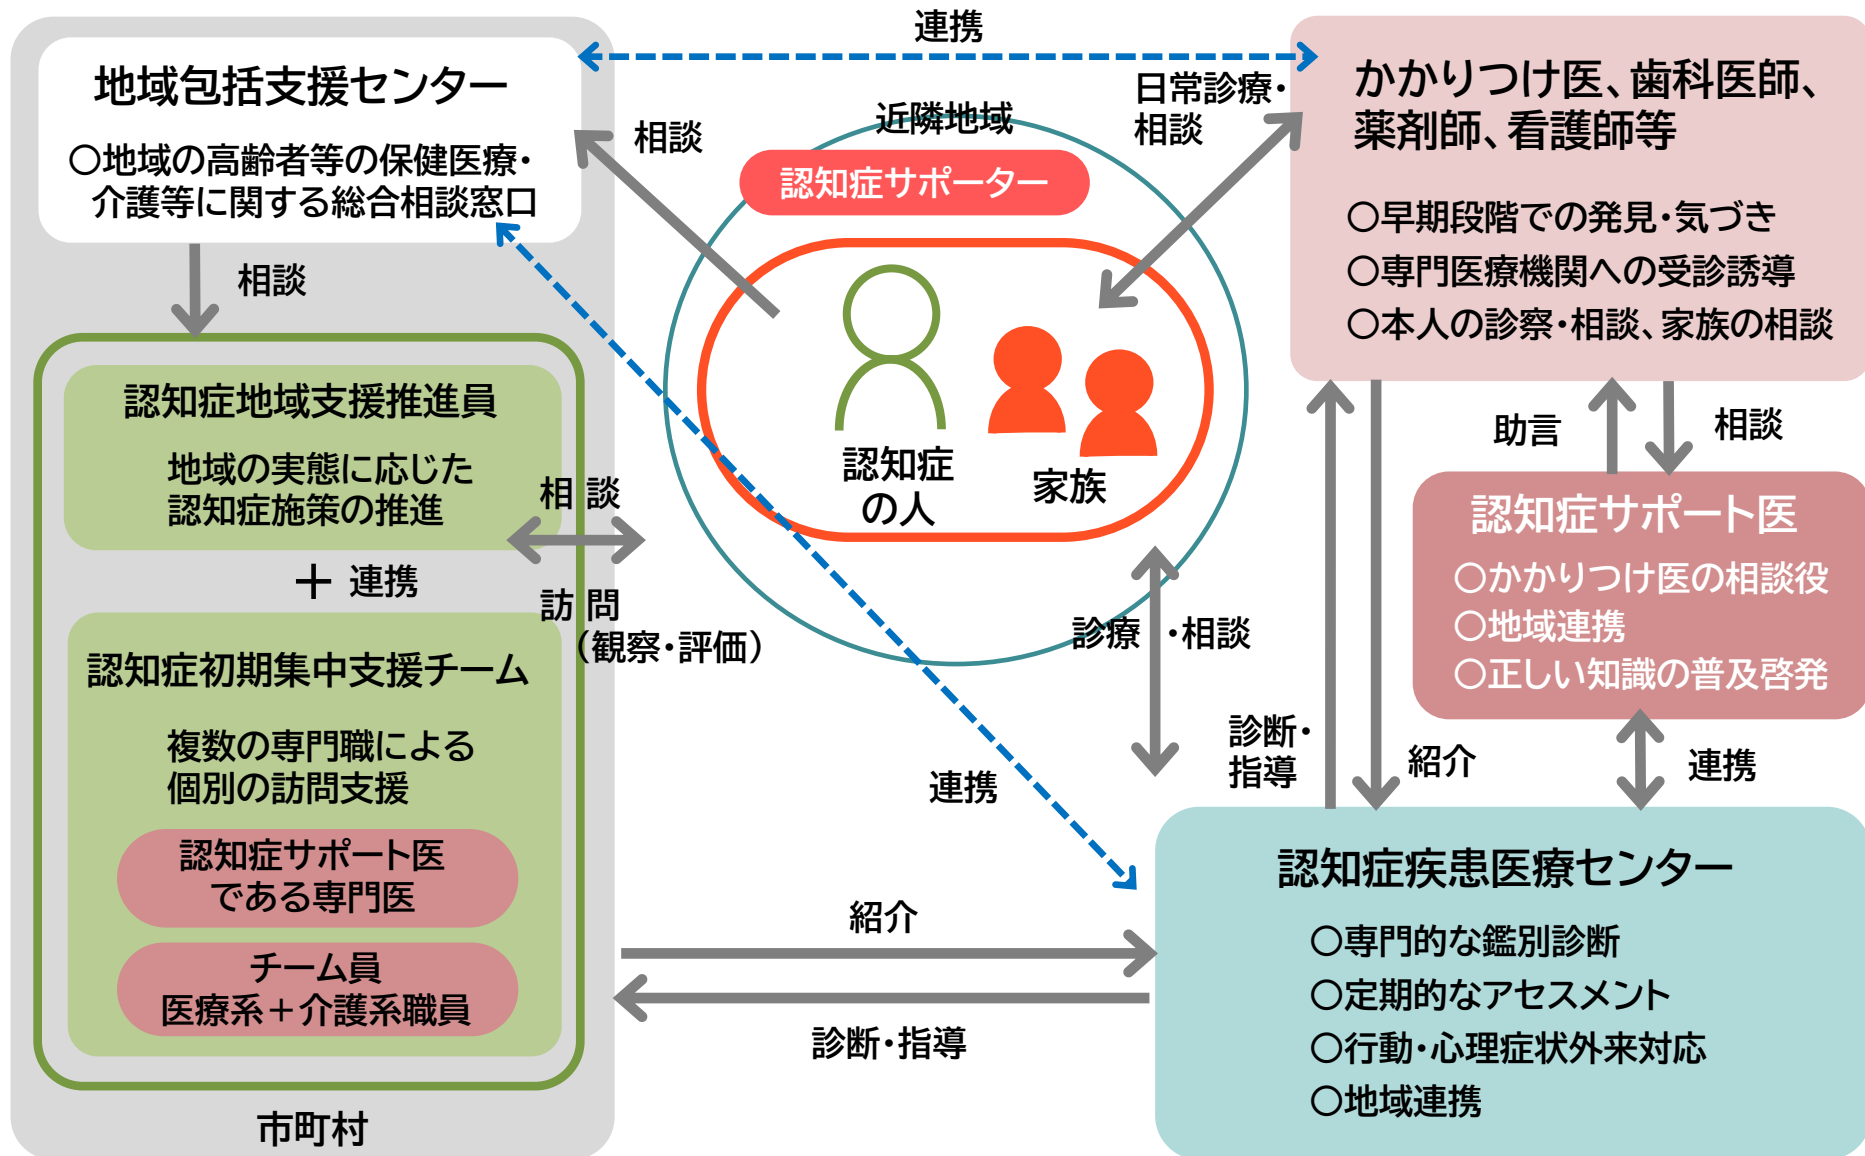 地域包括支援センター
〇地域の高齢者等の保健医療・
介護等に関する総合相談窓口
相談
認知症地域支援推進員
地域の実態に応じた
認知症施策の推進
＋ 連携
認知症初期集中支援チーム
複数の専門職による
個別の訪問支援
認知症サポート医
である専門医
チーム員
医療系＋介護系職員
市町村
連携
相談
近隣地域
認知症サポーター
日常診療・
相談
認知症
の人
家族
相 談
訪 問
（観察・評価）
診療 ・相談
連携
紹介
診断・指導
かかりつけ医、歯科医師、
薬剤師、看護師等
〇早期段階での発見・気づき
〇専門医療機関への受診誘導
〇本人の診察・相談、家族の相談
助言
相談
認知症サポート医
〇かかりつけ医の相談役
〇地域連携
〇正しい知識の普及啓発
診断・
指導
紹介
連携
認知症疾患医療センター
〇専門的な鑑別診断
〇定期的なアセスメント
〇行動・心理症状外来対応
〇地域連携